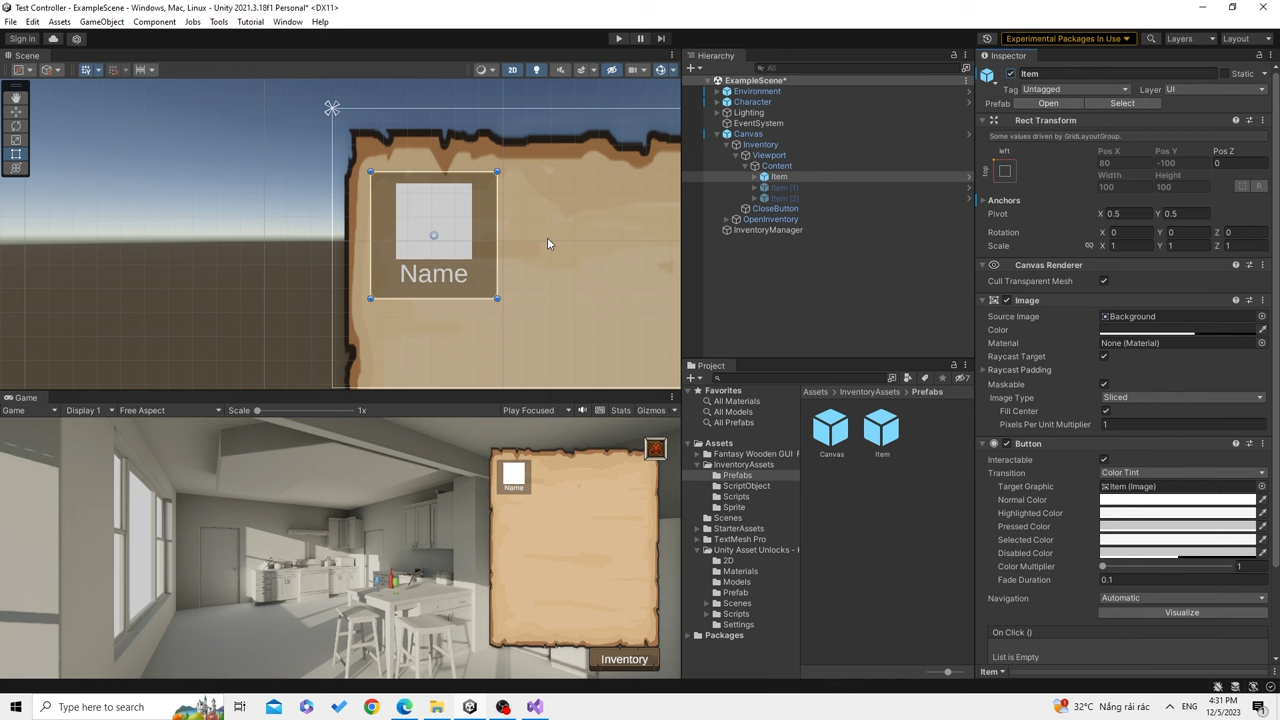 Test Controller - ExampleScene - Windows, Mac, Linux - Unity 2021.3.18f1 Personal* <DX11>
File Edit Assets GameObject Component Jobs Tools Tutorial Window Help
Sign in
Experimental Packages In Use
Layers
Layout
Scene
2D
Name
Game
Game
Display 1
Free Aspect
Scale
1x
Play Focused
Stats
Gizmos
Name
Inventory
Hierarchy
All
ExampleScene*
Environment
Character
Lighting
EventSystem
Canvas
Inventory
Viewport
Content
Item
Item (1)
Item (2)
CloseButton
OpenInventory
InventoryManager
Project
7
Favorites
All Materials
All Models
All Prefabs
Assets
Fantasy Wooden GUI F
InventoryAssets
Prefabs
ScriptObject
Scripts
Sprite
Scenes
StarterAssets
TextMesh Pro
Unity Asset Unlocks -
2D
Materials
Models
Prefab
Scenes
Scripts
Settings
Packages
Assets InventoryAssets Prefabs
Canvas
Item
Inspector
Item
Static
Tag Untagged
Layer UI
Prefab Open Select
Rect Transform
Some values driven by GridLayoutGroup.
left
top
Pos X Pos Y Pos Z
80 -100 0
Width Height
100 100
R
Anchors
Pivot X 0.5 Y 0.5
Rotation X 0 Y 0 Z 0
Scale X 1 Y 1 Z 1
Canvas Renderer
Cull Transparent Mesh
Image
Source Image Background
Color
Material None (Material)
Raycast Target
Raycast Padding
Maskable
Image Type Sliced
Fill Center
Pixels Per Unit Multiplier 1
Button
Interactable
Transition Color Tint
Target Graphic Item (Image)
Normal Color
Highlighted Color
Pressed Color
Selected Color
Disabled Color
Color Multiplier 1
Fade Duration 0.1
Navigation Automatic
Visualize
On Click ()
List is Empty
Item
Type here to search
32°C Nắng rải rác
4:31 PM
12/5/2023
1